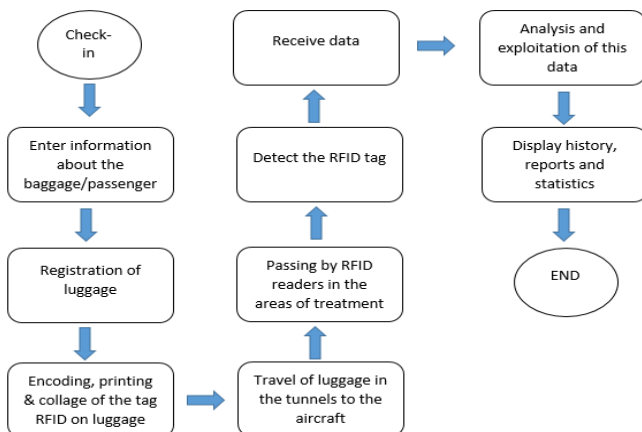 Check-
in
Enter information
about the
baggage/passenger
Registration of
luggage
Encoding, printing
& collage of the tag
RFID on luggage
Travel of luggage in
the tunnels to the
aircraft
Passing by RFID
readers in the
areas of treatment
Detect the RFID tag
Receive data
Analysis and
exploitation of this
data
Display history,
reports and
statistics
END